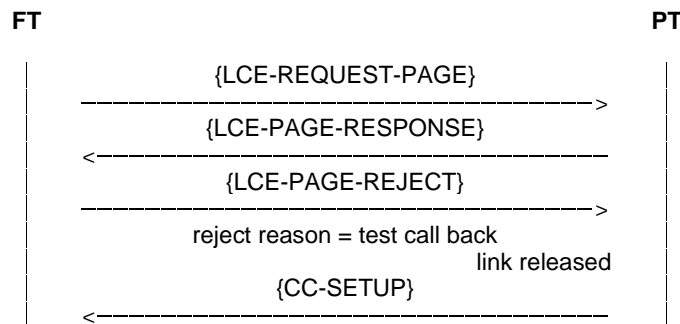 FT PT
{LCE-REQUEST-PAGE}
{LCE-PAGE-RESPONSE}
{LCE-PAGE-REJECT}
reject reason = test call back
link released
{CC-SETUP}